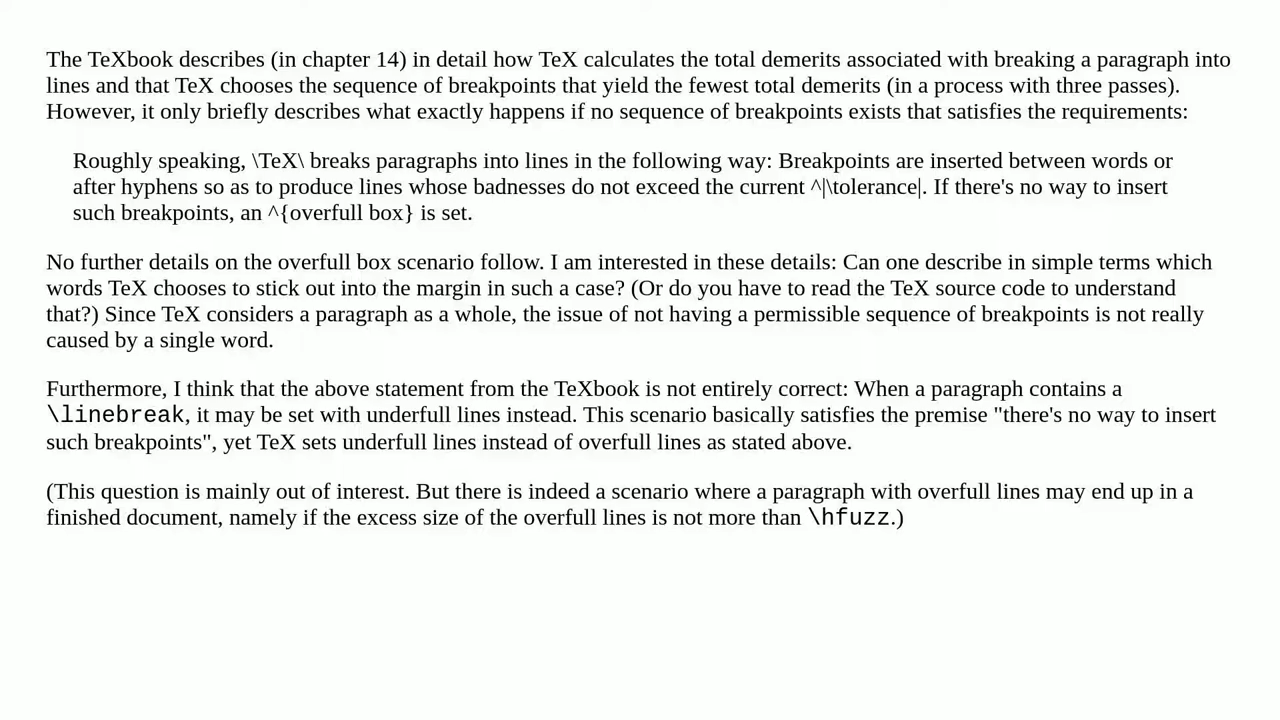 The TeXbook describes (in chapter 14) in detail how TeX calculates the total demerits associated with breaking a paragraph into
lines and that TeX chooses the sequence of breakpoints that yield the fewest total demerits (in a process with three passes).
However, it only briefly describes what exactly happens if no sequence of breakpoints exists that satisfies the requirements:
Roughly speaking, \TeX\ breaks paragraphs into lines in the following way: Breakpoints are inserted between words or
after hyphens so as to produce lines whose badnesses do not exceed the current ^|\tolerance|. If there's no way to insert
such breakpoints, an ^{overfull box} is set.
No further details on the overfull box scenario follow. I am interested in these details: Can one describe in simple terms which
words TeX chooses to stick out into the margin in such a case? (Or do you have to read the TeX source code to understand
that?) Since TeX considers a paragraph as a whole, the issue of not having a permissible sequence of breakpoints is not really
caused by a single word.
Furthermore, I think that the above statement from the TeXbook is not entirely correct: When a paragraph contains a
\linebreak, it may be set with underfull lines instead. This scenario basically satisfies the premise "there's no way to insert
such breakpoints", yet TeX sets underfull lines instead of overfull lines as stated above.
(This question is mainly out of interest. But there is indeed a scenario where a paragraph with overfull lines may end up in a
finished document, namely if the excess size of the overfull lines is not more than \hfuzz.)